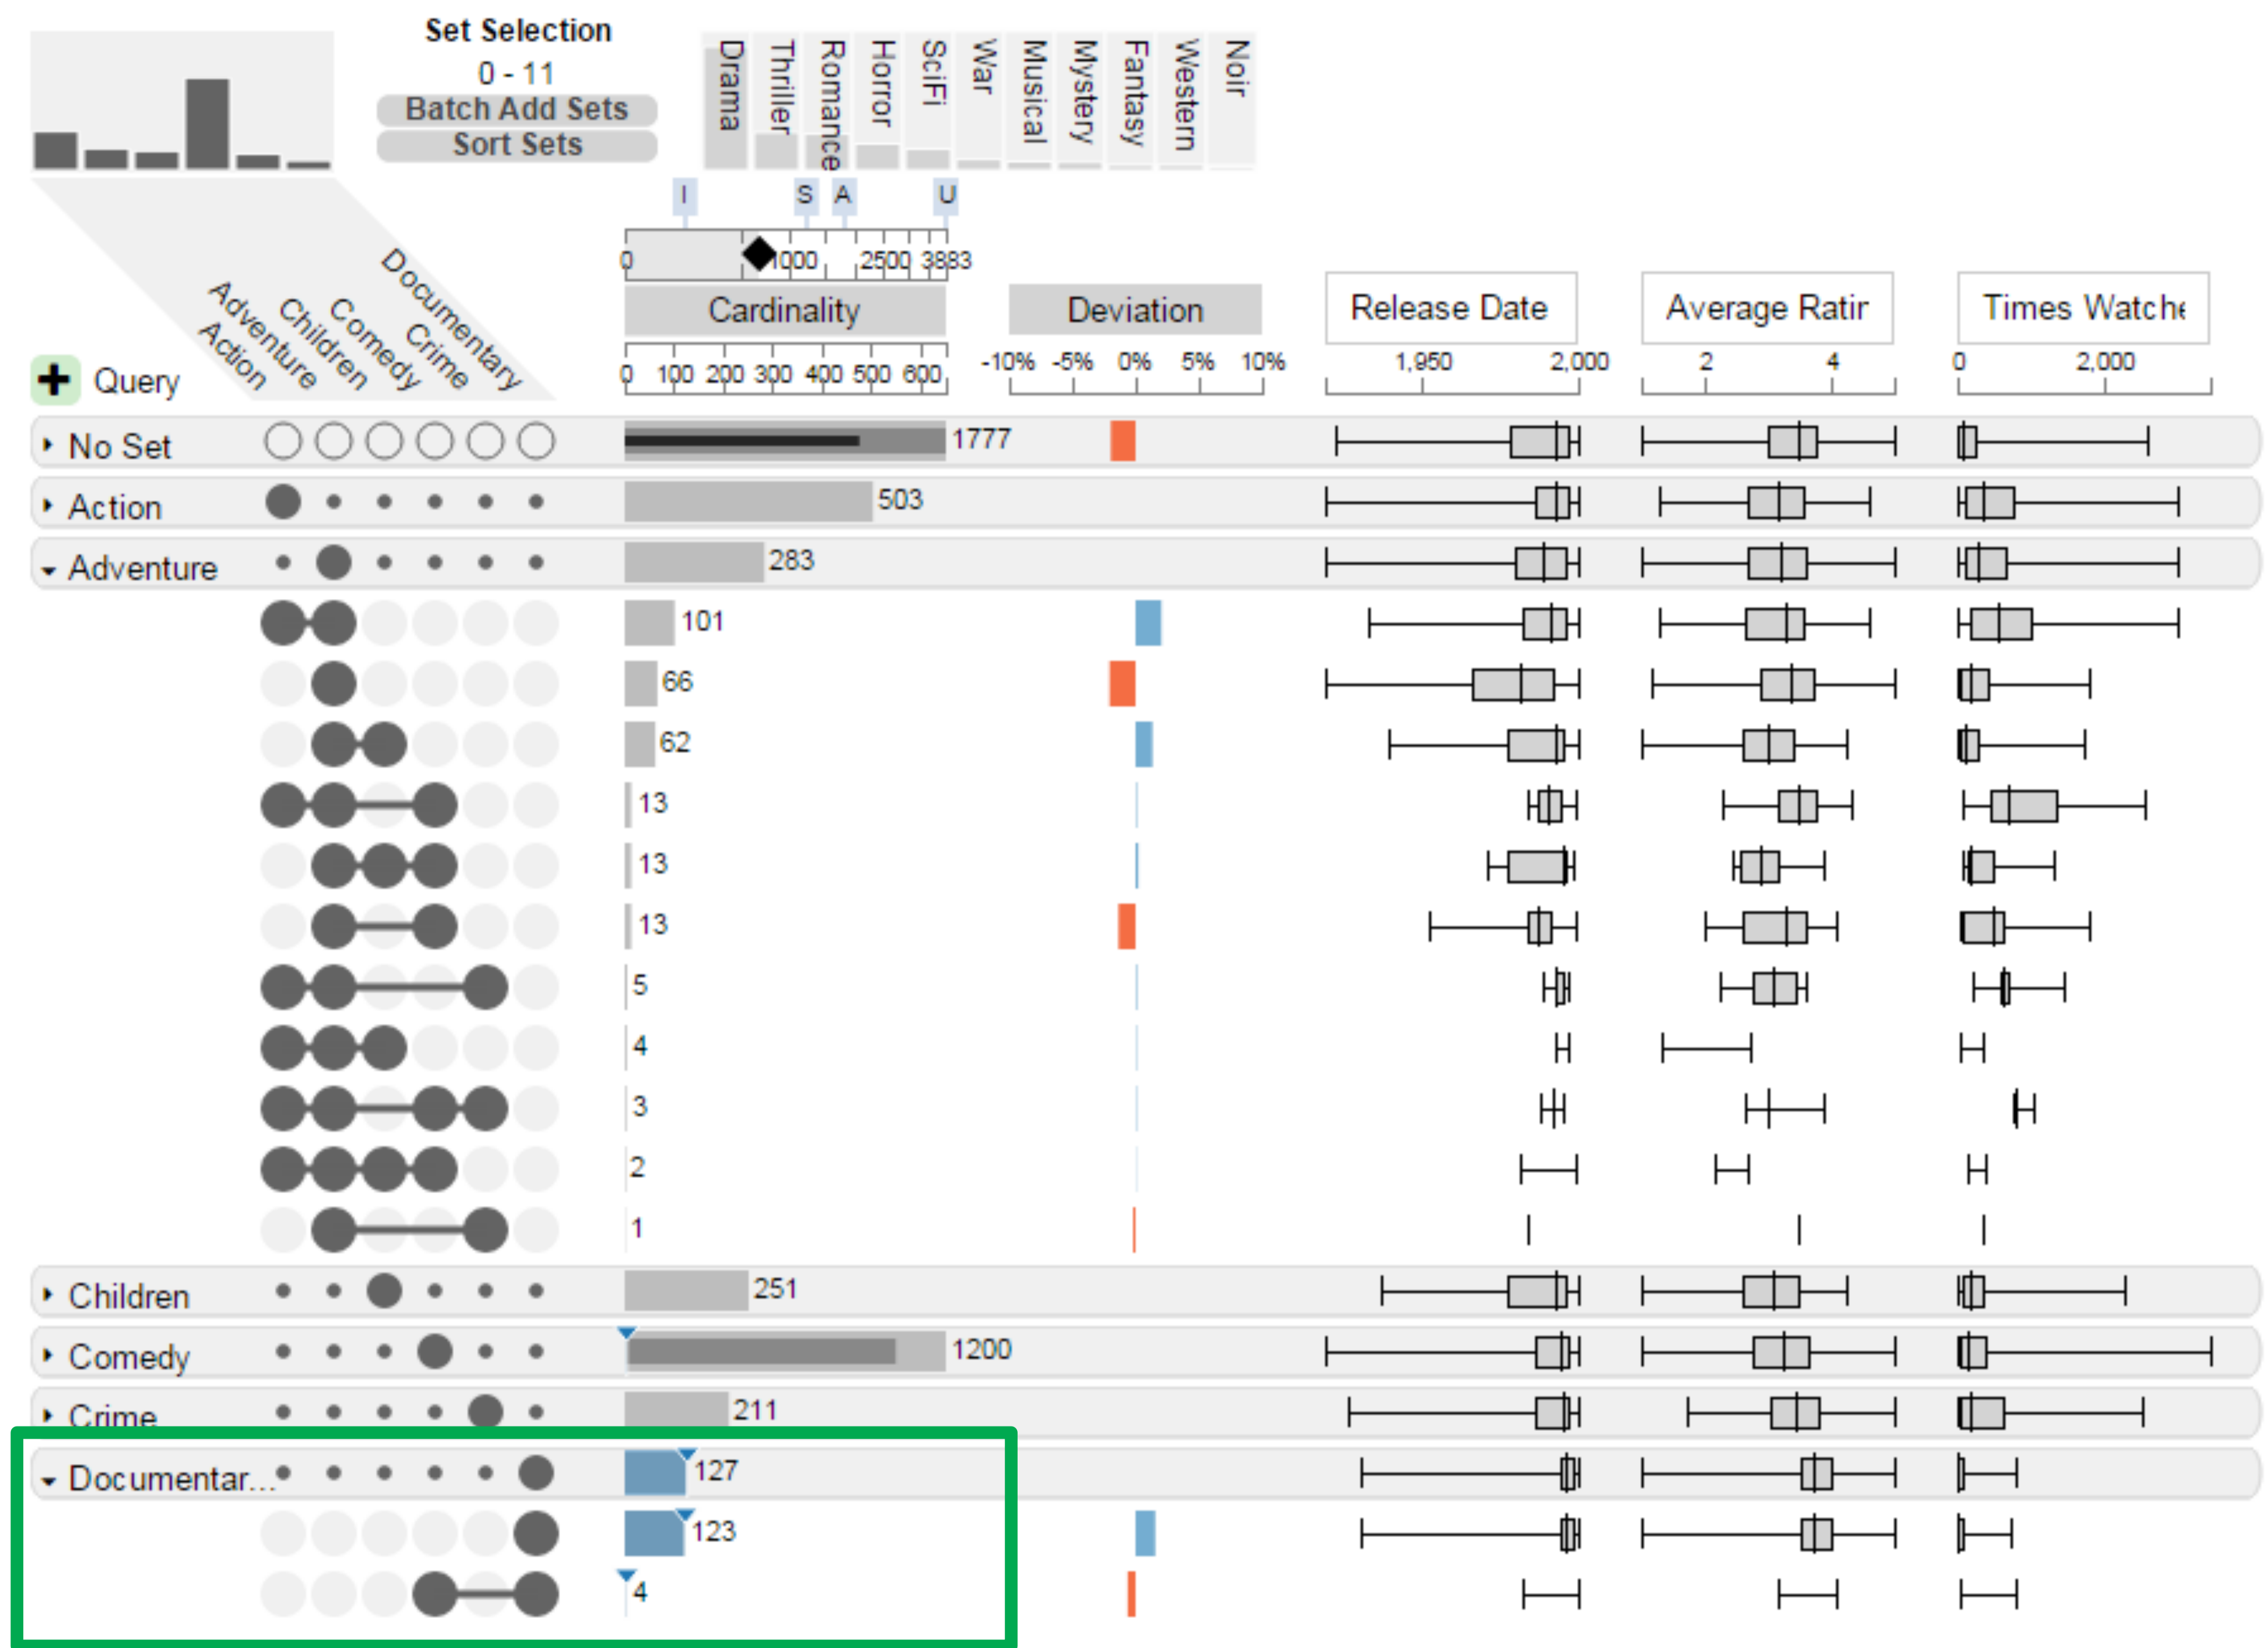 Set Selection
0 - 11
Batch Add Sets
Sort Sets
Drama
Thriller
Romance
Horror
SciFi
War
Musical
Mystery
Fantasy
Western
Noir
I S A U
0 1000 2500 3883
Action
Adventure
Children
Comedy
Crime
Documentary
Query
Cardinality
0 100 200 300 400 500 600
Deviation
-10% -5% 0% 5% 10%
Release Date
1,950 2,000
Average Ratir
2 4
Times Watche
0 2,000
No Set 1777
Action 503
Adventure 283
101
66
62
13
13
13
5
4
3
2
1
Children 251
Comedy 1200
Crime 211
Documentar... 127
123
4